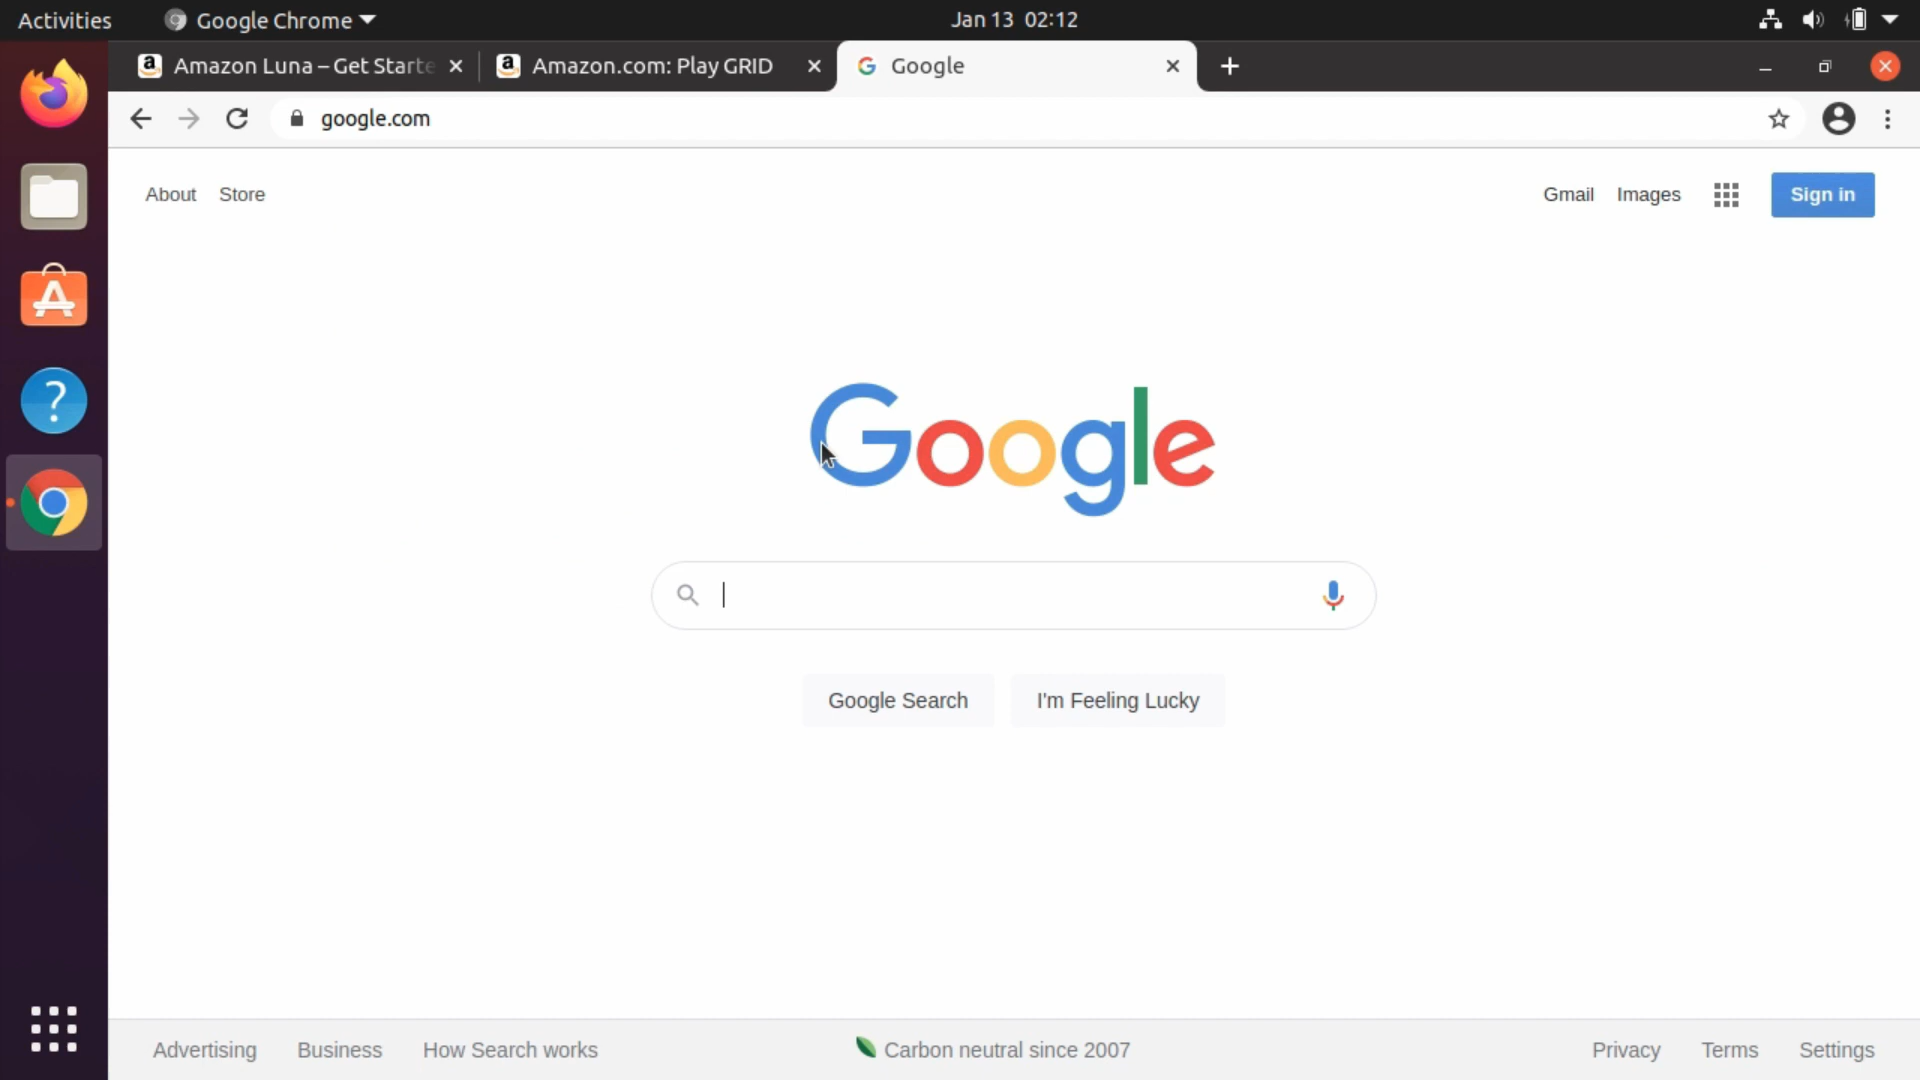 Activities Google Chrome Jan 13 02:12
Amazon Luna – Get Starte Amazon.com: Play GRID Google
google.com
About Store Gmail Images Sign in
Google
Google Search I'm Feeling Lucky
Advertising Business How Search works Carbon neutral since 2007 Privacy Terms Settings